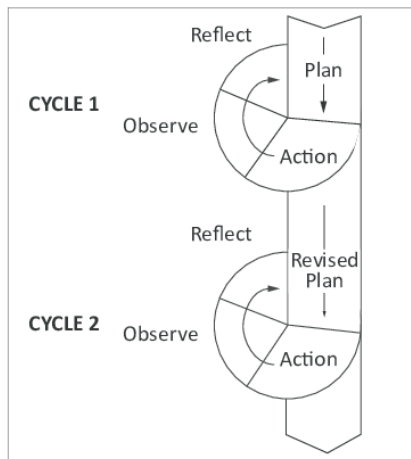 Reflect
Plan
CYCLE 1
Observe
Action
Reflect
Revised
Plan
CYCLE 2
Observe
Action